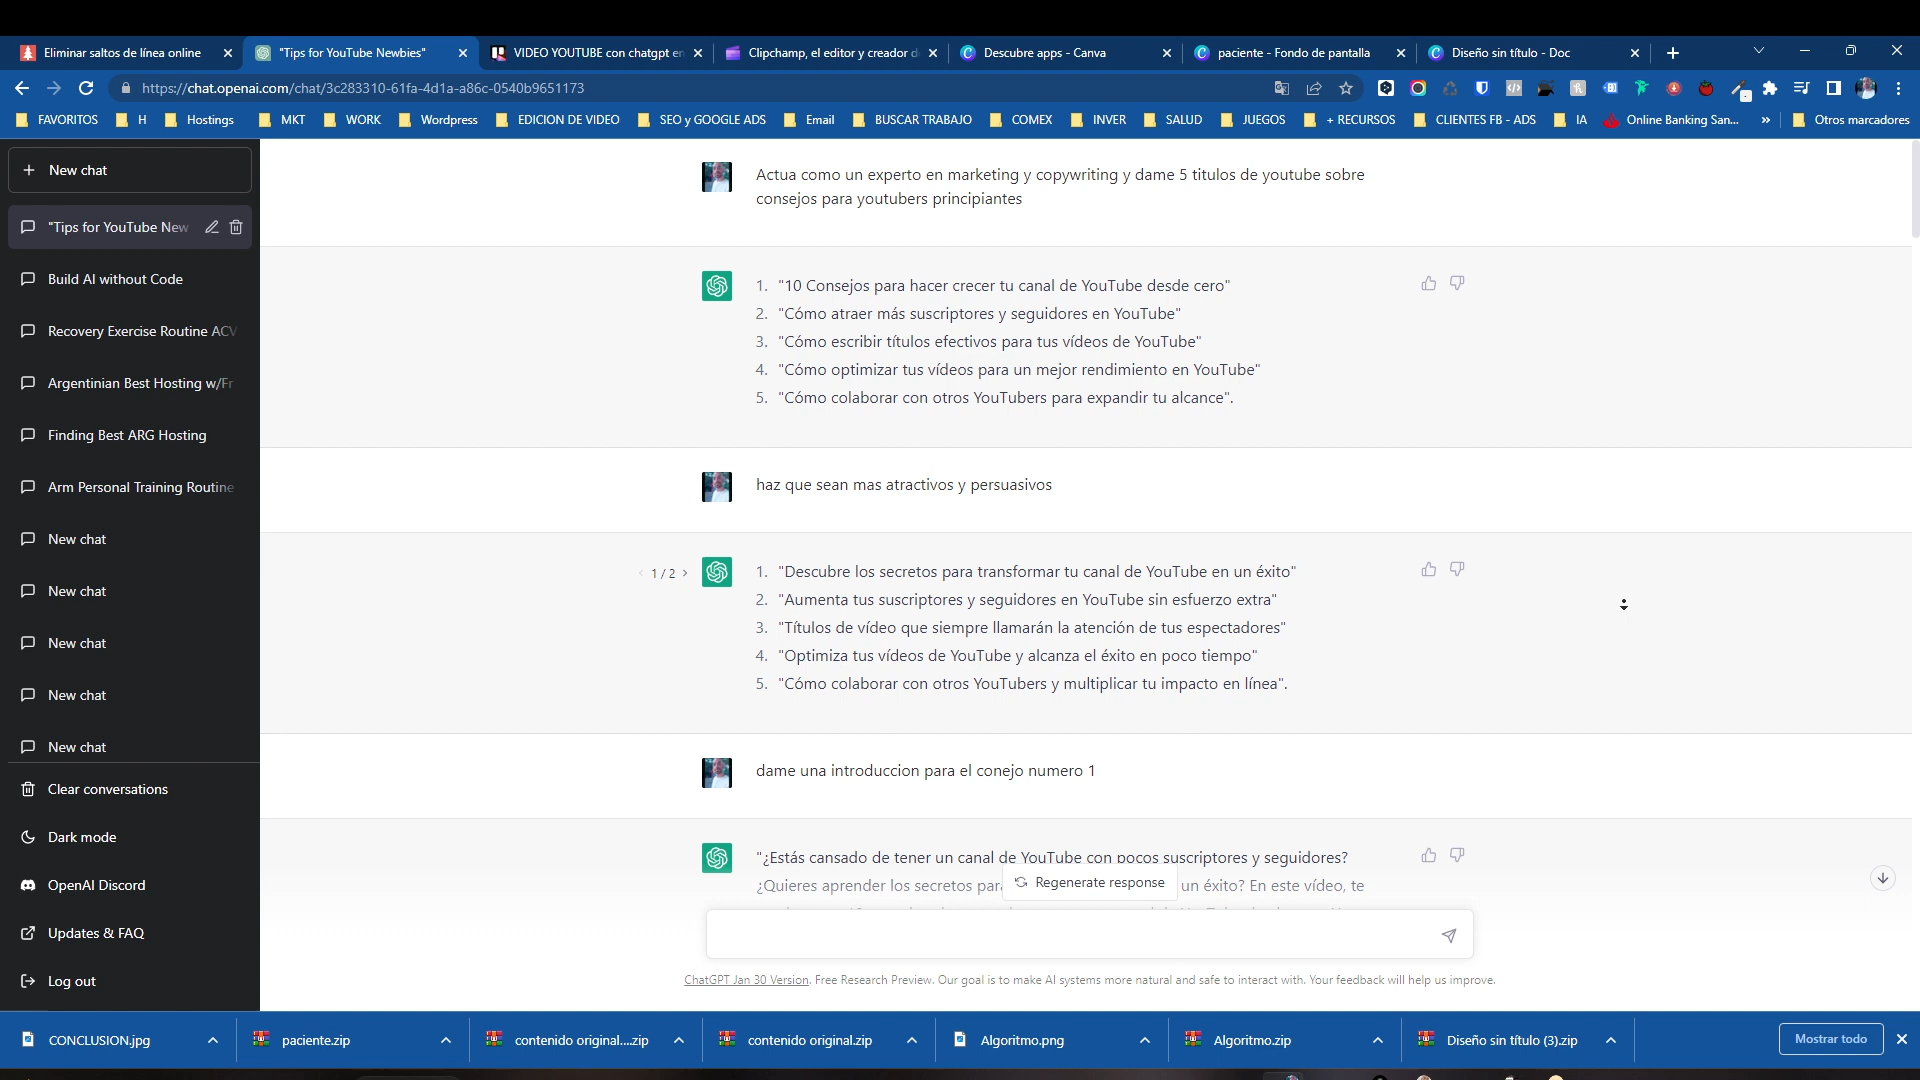 Eliminar saltos de línea online
"Tips for YouTube Newbies"
VIDEO YOUTUBE con chatgpt en
Clipchamp, el editor y creador d
Descubre apps - Canva
paciente - Fondo de pantalla
Diseño sin título - Doc
https://chat.openai.com/chat/3c283310-61fa-4d1a-a86c-0540b9651173
FAVORITOS
H
Hostings
MKT
WORK
Wordpress
EDICION DE VIDEO
SEO y GOOGLE ADS
Email
BUSCAR TRABAJO
COMEX
INVER
SALUD
JUEGOS
+ RECURSOS
CLIENTES FB - ADS
IA
Online Banking San...
»
Otros marcadores
+ New chat
"Tips for YouTube New
Build AI without Code
Recovery Exercise Routine ACV
Argentinian Best Hosting w/Fr
Finding Best ARG Hosting
Arm Personal Training Routine
New chat
New chat
New chat
New chat
New chat
Clear conversations
Dark mode
OpenAI Discord
Updates & FAQ
Log out
Actua como un experto en marketing y copywriting y dame 5 titulos de youtube sobre
consejos para youtubers principiantes
1. "10 Consejos para hacer crecer tu canal de YouTube desde cero"
2. "Cómo atraer más suscriptores y seguidores en YouTube"
3. "Cómo escribir títulos efectivos para tus vídeos de YouTube"
4. "Cómo optimizar tus vídeos para un mejor rendimiento en YouTube"
5. "Cómo colaborar con otros YouTubers para expandir tu alcance".
haz que sean mas atractivos y persuasivos
< 1 / 2 >
1. "Descubre los secretos para transformar tu canal de YouTube en un éxito"
2. "Aumenta tus suscriptores y seguidores en YouTube sin esfuerzo extra"
3. "Títulos de vídeo que siempre llamarán la atención de tus espectadores"
4. "Optimiza tus vídeos de YouTube y alcanza el éxito en poco tiempo"
5. "Cómo colaborar con otros YouTubers y multiplicar tu impacto en línea".
dame una introduccion para el conejo numero 1
"¿Estás cansado de tener un canal de YouTube con pocos suscriptores y seguidores?
¿Quieres aprender los secretos par
un éxito? En este vídeo, te
Regenerate response
ChatGPT Jan 30 Version. Free Research Preview. Our goal is to make AI systems more natural and safe to interact with. Your feedback will help us improve.
CONCLUSION.jpg
paciente.zip
contenido original....zip
contenido original.zip
Algoritmo.png
Algoritmo.zip
Diseño sin título (3).zip
Mostrar todo